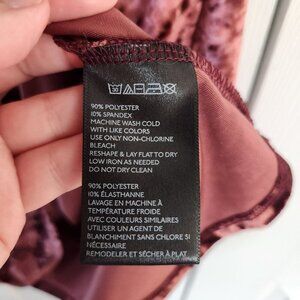 90% POLYESTER
10% SPANDEX
MACHINE WASH COLD
WITH LIKE COLORS
USE ONLY NON-CHLORINE
BLEACH
RESHAPE & LAY FLAT TO DRY
LOW IRON AS NEEDED
DO NOT DRY CLEAN
90% POLYESTER
10% ÉLASTHANNE
LAVAGE EN MACHINE À
TEMPÉRATURE FROIDE
AVEC COULEURS SIMILAIRES
UTILISER UN AGENT DE
BLANCHIMENT SANS CHLORE SI
NÉCESSAIRE
REMODELER ET SÉCHER À PLAT